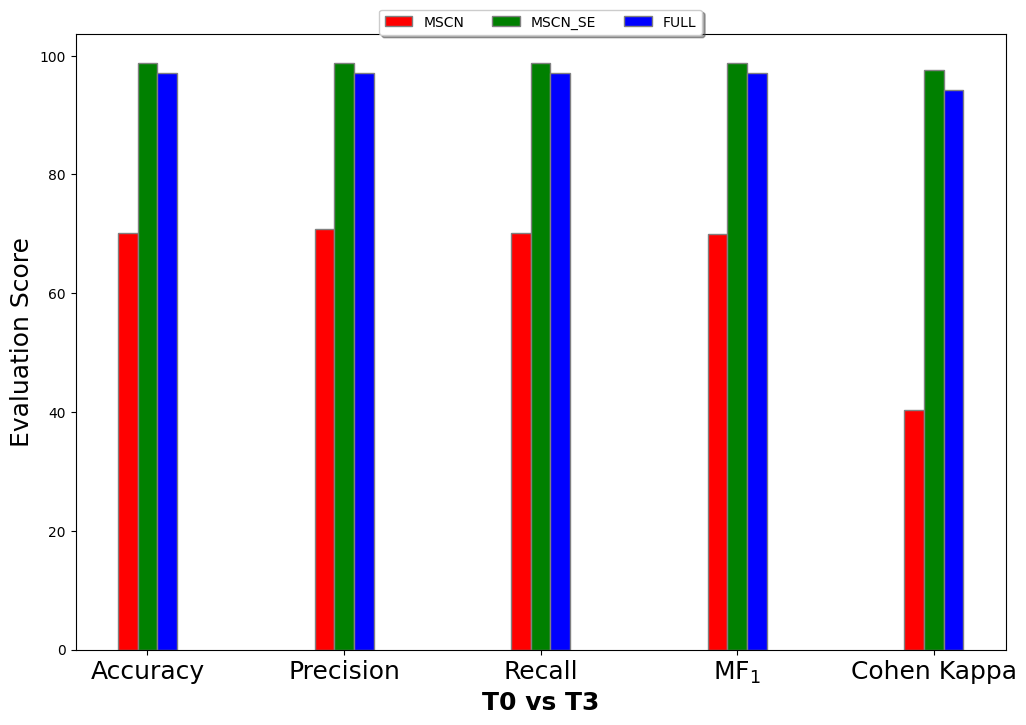 MSCN MSCN_SE FULL
100
80
60
40
20
0
Evaluation Score
Accuracy Precision Recall MF₁ Cohen Kappa
T0 vs T3